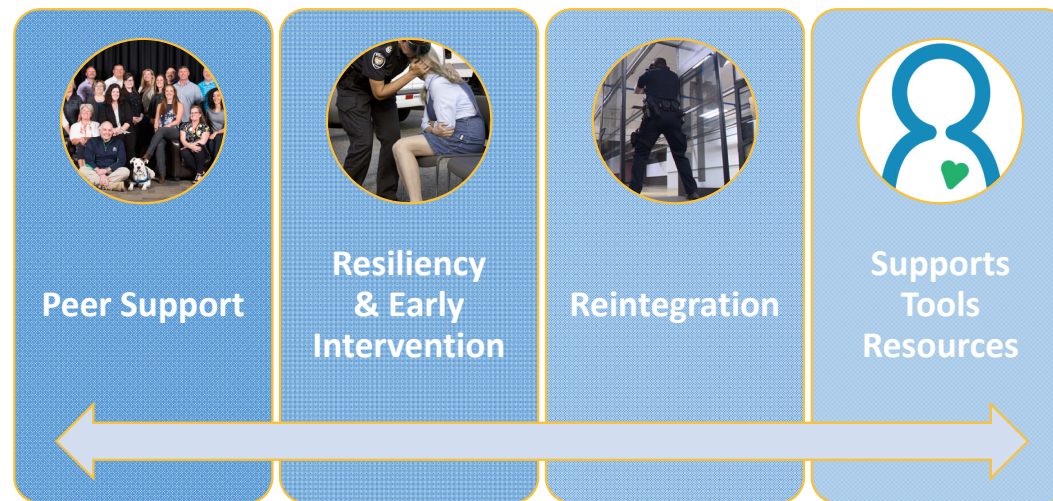 Peer Support
Resiliency
& Early
Intervention
Reintegration
Supports
Tools
Resources